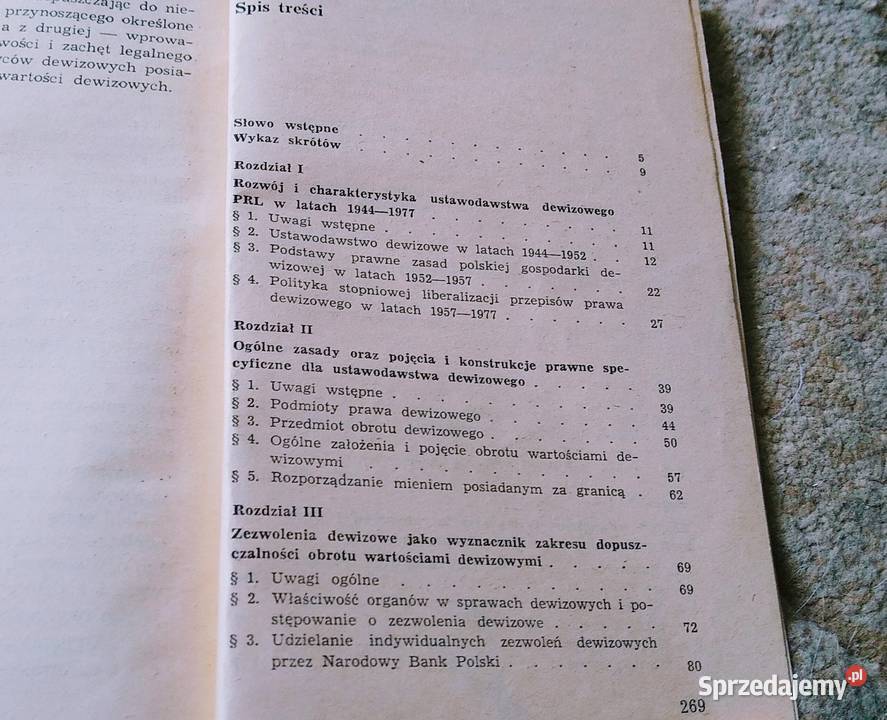 puszczając do nie-
przynoszącego określone
a z drugiej — wprowa-
wości i zachęt legalnego
ców dewizowych posia-
wartości dewizowych.
Spis treści
Słowo wstępne . . . . . . . . . 5
Wykaz skrótów . . . . . . . . . 9
Rozdział I
Rozwój i charakterystyka ustawodawstwa dewizowego
PRL w latach 1944—1977 . . . . . . . 11
§ 1. Uwagi wstępne . . . . . . . . 11
§ 2. Ustawodawstwo dewizowe w latach 1944—1952 . . 12
§ 3. Podstawy prawne zasad polskiej gospodarki de-
wizowej w latach 1952—1957 . . . . . . 22
§ 4. Polityka stopniowej liberalizacji przepisów prawa
dewizowego w latach 1957—1977 . . . . . 27
Rozdział II
Ogólne zasady oraz pojęcia i konstrukcje prawne spe-
cyficzne dla ustawodawstwa dewizowego . . . . . 39
§ 1. Uwagi wstępne . . . . . . . . 39
§ 2. Podmioty prawa dewizowego . . . . . . 44
§ 3. Przedmiot obrotu dewizowego . . . . . . 50
§ 4. Ogólne założenia i pojęcie obrotu wartościami de-
wizowymi . . . . . . . . . 57
§ 5. Rozporządzanie mieniem posiadanym za granicą . 62
Rozdział III
Zezwolenia dewizowe jako wyznacznik zakresu dopusz-
czalności obrotu wartościami dewizowymi . . . . . 69
§ 1. Uwagi ogólne . . . . . . . . 69
§ 2. Właściwość organów w sprawach dewizowych i po-
stępowanie o zezwolenia dewizowe . . . . 72
§ 3. Udzielanie indywidualnych zezwoleń dewizowych
przez Narodowy Bank Polski . . . . . . 80
269
Sprzedajemy.pl